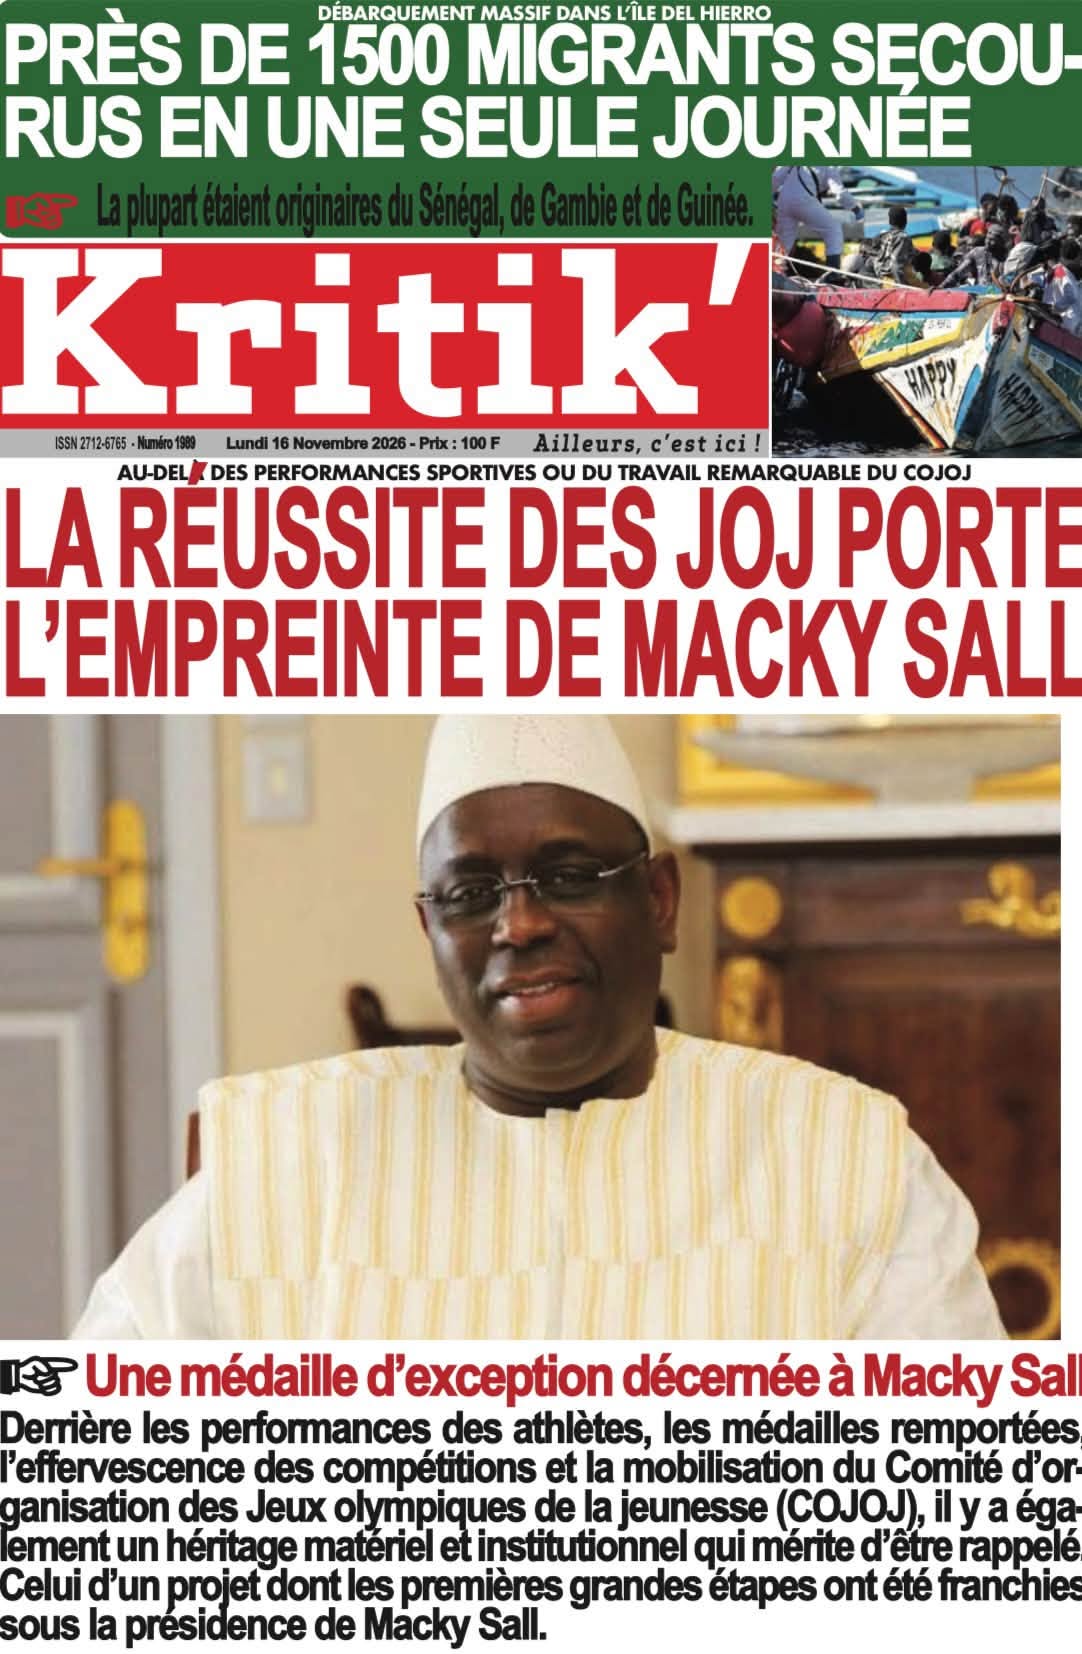 DÉBARQUEMENT MASSIF DANS L'ÎLE DEL HIERRO
PRÈS DE 1500 MIGRANTS SECOU-
RUS EN UNE SEULE JOURNÉE
La plupart étaient originaires du Sénégal, de Gambie et de Guinée.
Kritik'
HAPPY
HAPPY
ISSN 2712-6765 - Numéro 1989 Lundi 16 Novembre 2026 - Prix : 100 F Ailleurs, c'est ici !
AU-DELÀ DES PERFORMANCES SPORTIVES OU DU TRAVAIL REMARQUABLE DU COJOJ
LA RÉUSSITE DES JOJ PORTE
L'EMPREINTE DE MACKY SALL
Une médaille d'exception décernée à Macky Sall
Derrière les performances des athlètes, les médailles remportées,
l'effervescence des compétitions et la mobilisation du Comité d'or-
ganisation des Jeux olympiques de la jeunesse (COJOJ), il y a éga-
lement un héritage matériel et institutionnel qui mérite d'être rappelé.
Celui d'un projet dont les premières grandes étapes ont été franchies
sous la présidence de Macky Sall.